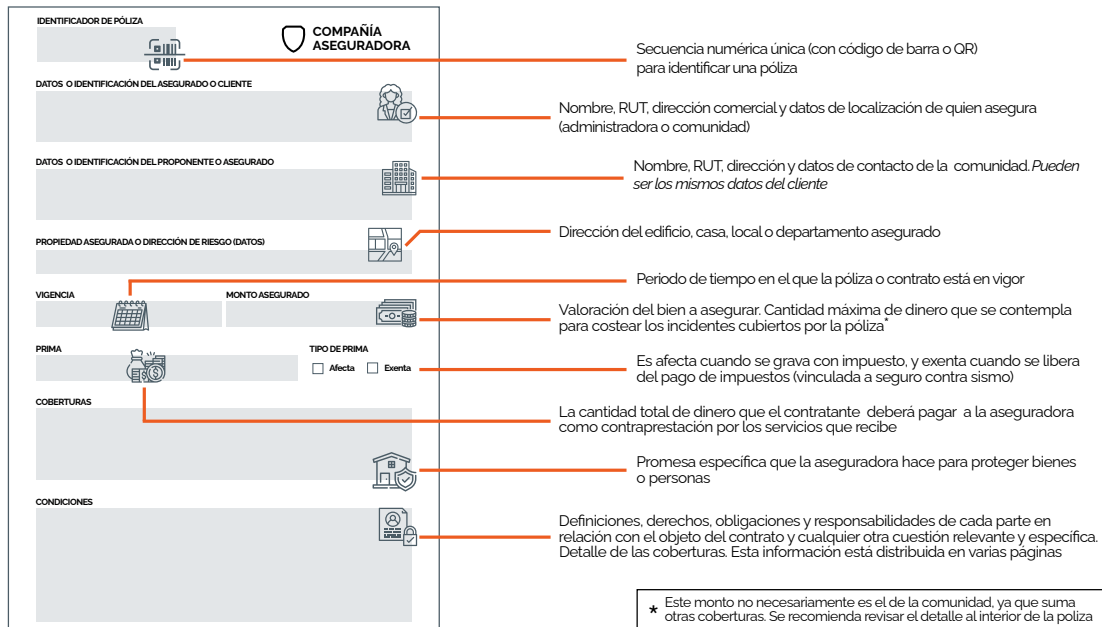 IDENTIFICADOR DE PÓLIZA
COMPAÑÍA
ASEGURADORA
Secuencia numérica única (con código de barra o QR)
para identificar una póliza
DATOS O IDENTIFICACIÓN DEL ASEGURADO O CLIENTE
Nombre, RUT, dirección comercial y datos de localización de quien asegura
(administradora o comunidad)
DATOS O IDENTIFICACIÓN DEL PROPONENTE O ASEGURADO
Nombre, RUT, dirección y datos de contacto de la comunidad. Pueden
ser los mismos datos del cliente
PROPIEDAD ASEGURADA O DIRECCIÓN DE RIESGO (DATOS)
Dirección del edificio, casa, local o departamento asegurado
Periodo de tiempo en el que la póliza o contrato está en vigor
VIGENCIA
MONTO ASEGURADO
Valoración del bien a asegurar. Cantidad máxima de dinero que se contempla
para costear los incidentes cubiertos por la póliza*
PRIMA
TIPO DE PRIMA
Afecta
Exenta
Es afecta cuando se grava con impuesto, y exenta cuando se libera
del pago de impuestos (vinculada a seguro contra sismo)
COBERTURAS
La cantidad total de dinero que el contratante deberá pagar a la aseguradora
como contraprestación por los servicios que recibe
Promesa específica que la aseguradora hace para proteger bienes
o personas
CONDICIONES
Definiciones, derechos, obligaciones y responsabilidades de cada parte en
relación con el objeto del contrato y cualquier otra cuestión relevante y específica.
Detalle de las coberturas. Esta información está distribuida en varias páginas
* Este monto no necesariamente es el de la comunidad, ya que suma
otras coberturas. Se recomienda revisar el detalle al interior de la poliza